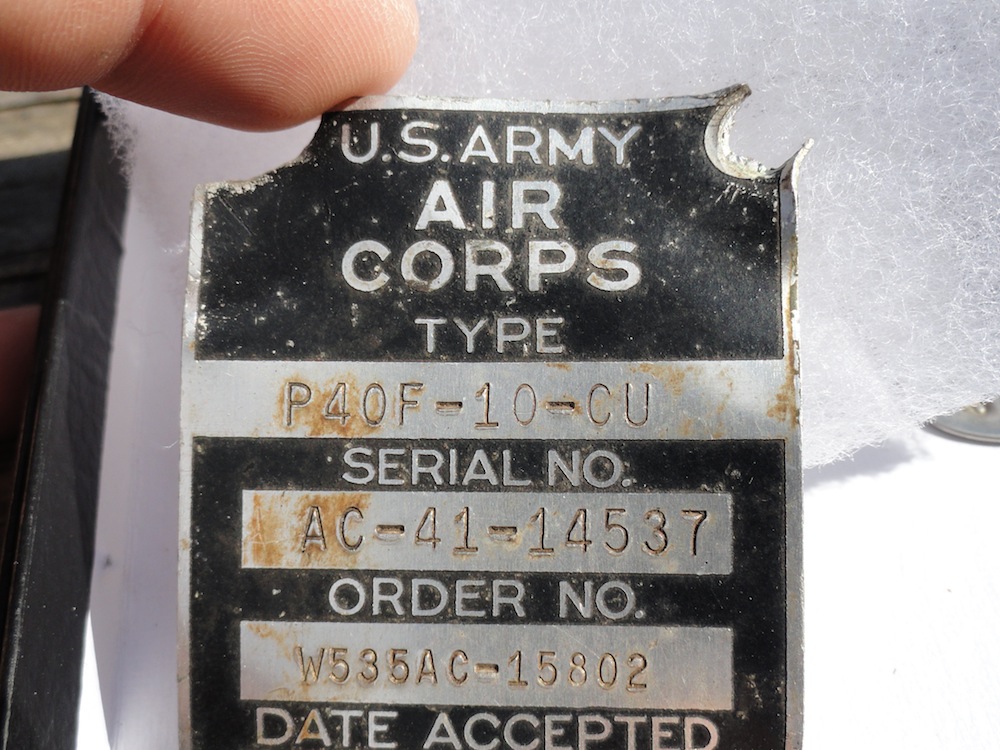 U.S. ARMY
AIR
CORPS
TYPE
P40F-10-CU
SERIAL NO.
AC-41-14537
ORDER NO.
W535AC-15802
DATE ACCEPTED